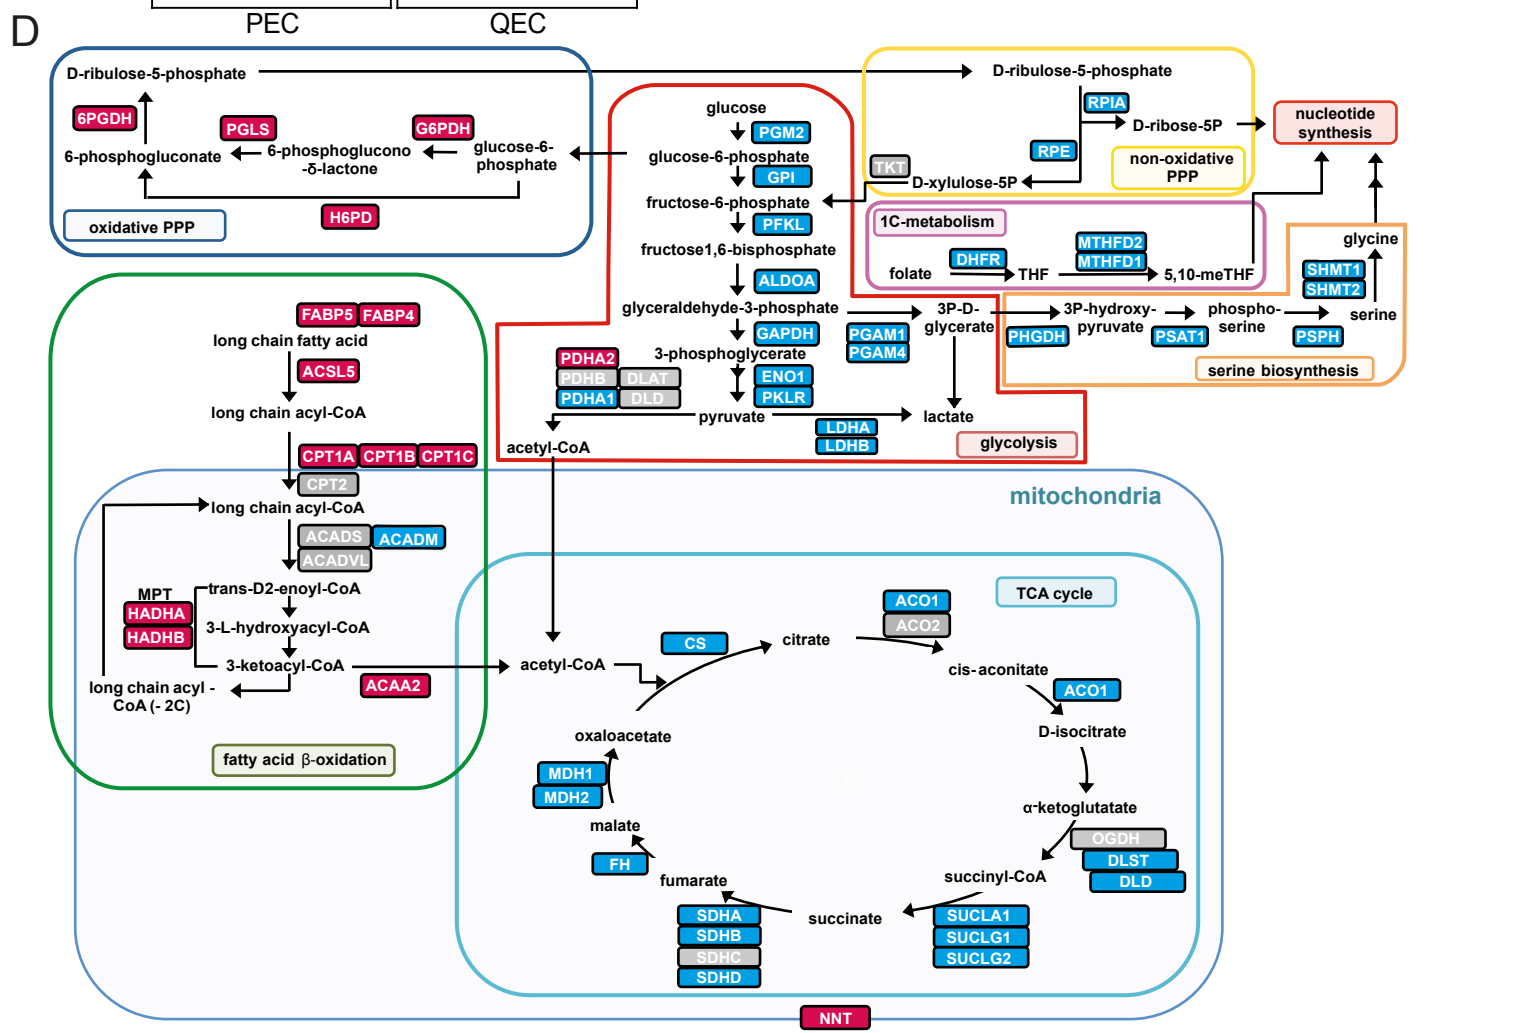 PEC
QEC
D
D-ribulose-5-phosphate
6PGDH
PGLS
G6PDH
6-phosphogluconate
6-phosphoglucono
-δ-lactone
glucose-6-
phosphate
H6PD
oxidative PPP
glucose
PGM2
glucose-6-phosphate
GPI
fructose-6-phosphate
PFKL
fructose1,6-bisphosphate
ALDOA
glyceraldehyde-3-phosphate
GAPDH
3-phosphoglycerate
ENO1
PKLR
pyruvate
PDHA2
PDHB
DLAT
PDHA1
DLD
acetyl-CoA
PGAM1
PGAM4
3P-D-
glycerate
LDHA
LDHB
lactate
glycolysis
D-ribulose-5-phosphate
RPIA
D-ribose-5P
RPE
TKT
D-xylulose-5P
non-oxidative
PPP
nucleotide
synthesis
1C-metabolism
folate
DHFR
THF
MTHFD2
MTHFD1
5,10-meTHF
glycine
SHMT1
SHMT2
serine
3P-hydroxy-
pyruvate
phospho-
serine
PHGDH
PSAT1
PSPH
serine biosynthesis
FABP5
FABP4
long chain fatty acid
ACSL5
long chain acyl-CoA
CPT1A
CPT1B
CPT1C
CPT2
long chain acyl-CoA
ACADS
ACADM
ACADVL
trans-D2-enoyl-CoA
MPT
HADHA
HADHB
3-L-hydroxyacyl-CoA
3-ketoacyl-CoA
ACAA2
long chain acyl -
CoA (- 2C)
fatty acid β-oxidation
mitochondria
TCA cycle
acetyl-CoA
CS
citrate
ACO1
ACO2
cis-aconitate
ACO1
D-isocitrate
α-ketoglutatate
OGDH
DLST
DLD
succinyl-CoA
SUCLA1
SUCLG1
SUCLG2
succinate
SDHA
SDHB
SDHC
SDHD
fumarate
FH
malate
MDH1
MDH2
oxaloacetate
NNT